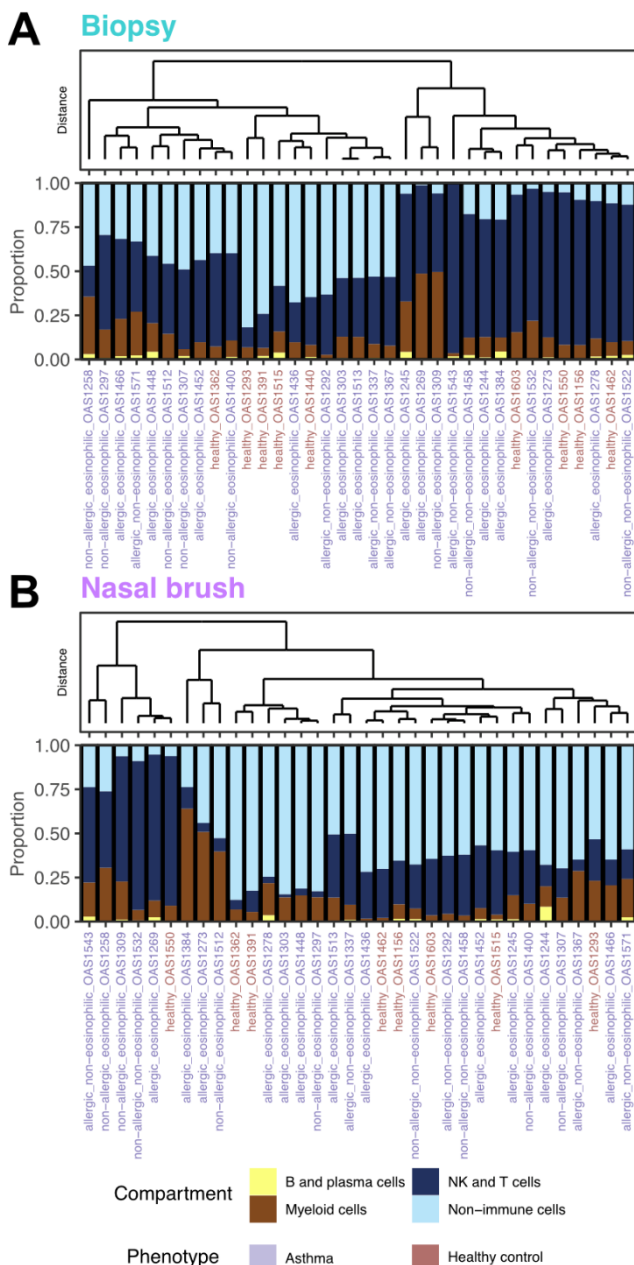 A
Biopsy
Distance
Proportion
1.00
0.75
0.50
0.25
0.00
non-allergic_eosinophilic_OAS1258
non-allergic_eosinophilic_OAS1297
allergic_eosinophilic_OAS1466
allergic_non-eosinophilic_OAS1571
allergic_eosinophilic_OAS1448
non-allergic_eosinophilic_OAS1512
non-allergic_eosinophilic_OAS1307
allergic_eosinophilic_OAS1452
healthy_OAS1362
non-allergic_eosinophilic_OAS1400
healthy_OAS1293
healthy_OAS1391
healthy_OAS1515
allergic_eosinophilic_OAS1436
healthy_OAS1440
allergic_non-eosinophilic_OAS1292
allergic_eosinophilic_OAS1303
allergic_eosinophilic_OAS1513
allergic_non-eosinophilic_OAS1337
allergic_non-eosinophilic_OAS1367
allergic_eosinophilic_OAS1245
allergic_eosinophilic_OAS1269
non-allergic_eosinophilic_OAS1309
allergic_non-eosinophilic_OAS1543
non-allergic_non-eosinophilic_OAS1458
allergic_eosinophilic_OAS1244
allergic_eosinophilic_OAS1384
healthy_OAS1603
non-allergic_non-eosinophilic_OAS1532
allergic_eosinophilic_OAS1273
healthy_OAS1550
healthy_OAS1156
allergic_eosinophilic_OAS1278
healthy_OAS1462
non-allergic_non-eosinophilic_OAS1522
B
Nasal brush
Distance
Proportion
1.00
0.75
0.50
0.25
0.00
allergic_non-eosinophilic_OAS1543
non-allergic_eosinophilic_OAS1258
non-allergic_eosinophilic_OAS1309
non-allergic_non-eosinophilic_OAS1532
allergic_eosinophilic_OAS1269
healthy_OAS1550
allergic_eosinophilic_OAS1384
allergic_eosinophilic_OAS1273
non-allergic_eosinophilic_OAS1512
healthy_OAS1362
healthy_OAS1391
allergic_eosinophilic_OAS1278
allergic_eosinophilic_OAS1303
allergic_eosinophilic_OAS1448
non-allergic_eosinophilic_OAS1297
allergic_eosinophilic_OAS1513
allergic_non-eosinophilic_OAS1337
allergic_eosinophilic_OAS1436
healthy_OAS1462
healthy_OAS1156
non-allergic_non-eosinophilic_OAS1522
healthy_OAS1603
allergic_non-eosinophilic_OAS1292
non-allergic_non-eosinophilic_OAS1458
allergic_eosinophilic_OAS1452
healthy_OAS1515
allergic_eosinophilic_OAS1245
non-allergic_eosinophilic_OAS1400
allergic_eosinophilic_OAS1244
non-allergic_eosinophilic_OAS1307
allergic_non-eosinophilic_OAS1367
healthy_OAS1293
allergic_eosinophilic_OAS1466
allergic_non-eosinophilic_OAS1571
Compartment
B and plasma cells
NK and T cells
Myeloid cells
Non-immune cells
Phenotype
Asthma
Healthy control